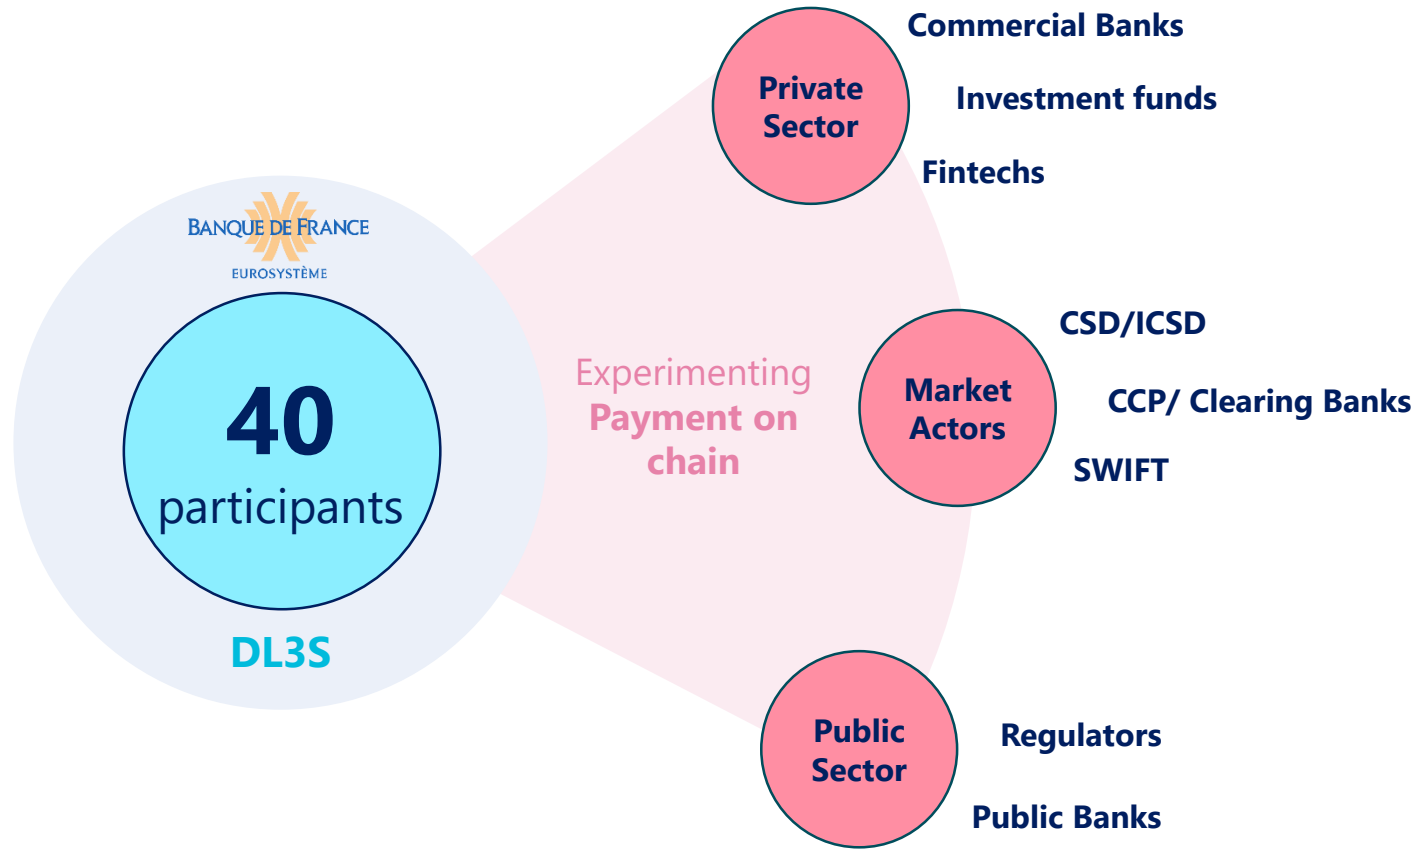 BANQUE DE FRANCE
EUROSYSTÈME
40
participants
DL3S
Experimenting
Payment on
chain
Private
Sector
Commercial Banks
Investment funds
Fintechs
Market
Actors
CSD/ICSD
CCP/ Clearing Banks
SWIFT
Public
Sector
Regulators
Public Banks